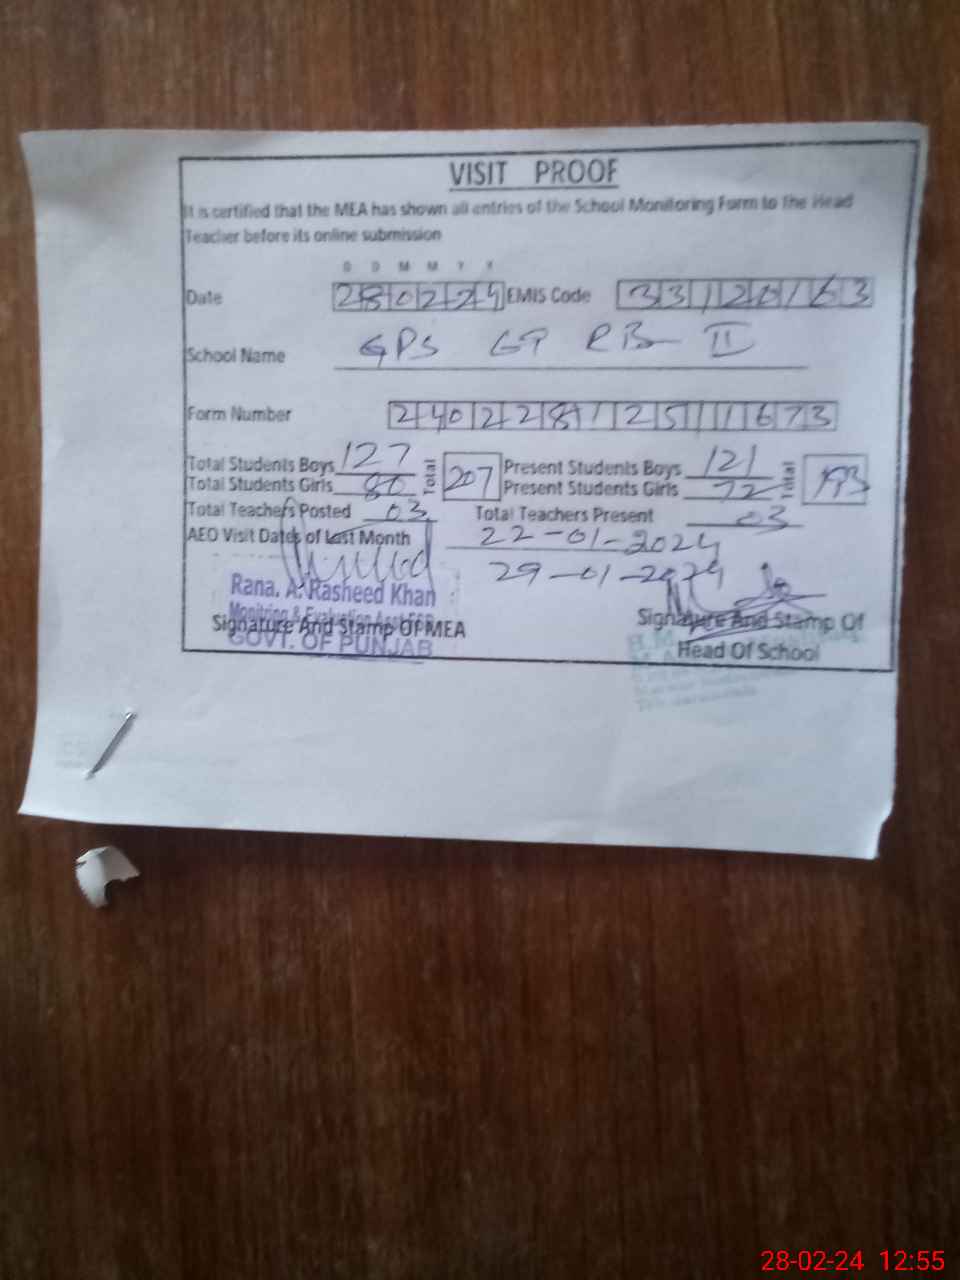 VISIT PROOF
It is certified that the MEA has shown all entries of the School Monitoring Form to the Head
Teacher before its online submission
D D M M Y Y
Date 280224 EMIS Code 33120163
School Name GPS GT RB II
Form Number 240228125111673
Total Students Boys 127 Total 207 Present Students Boys 121 Total 193
Total Students Girls 80 Present Students Girls 72
Total Teachers Posted 03 Total Teachers Present 03
AEO Visit Dates of Last Month 22-01-2024
29-01-2024
Rana. A. Rasheed Khan
Monitring & Evaluation
Signature And Stamp Of MEA Signature And Stamp Of
GOVT. OF PUNJAB Head Of School
28-02-24 12:55